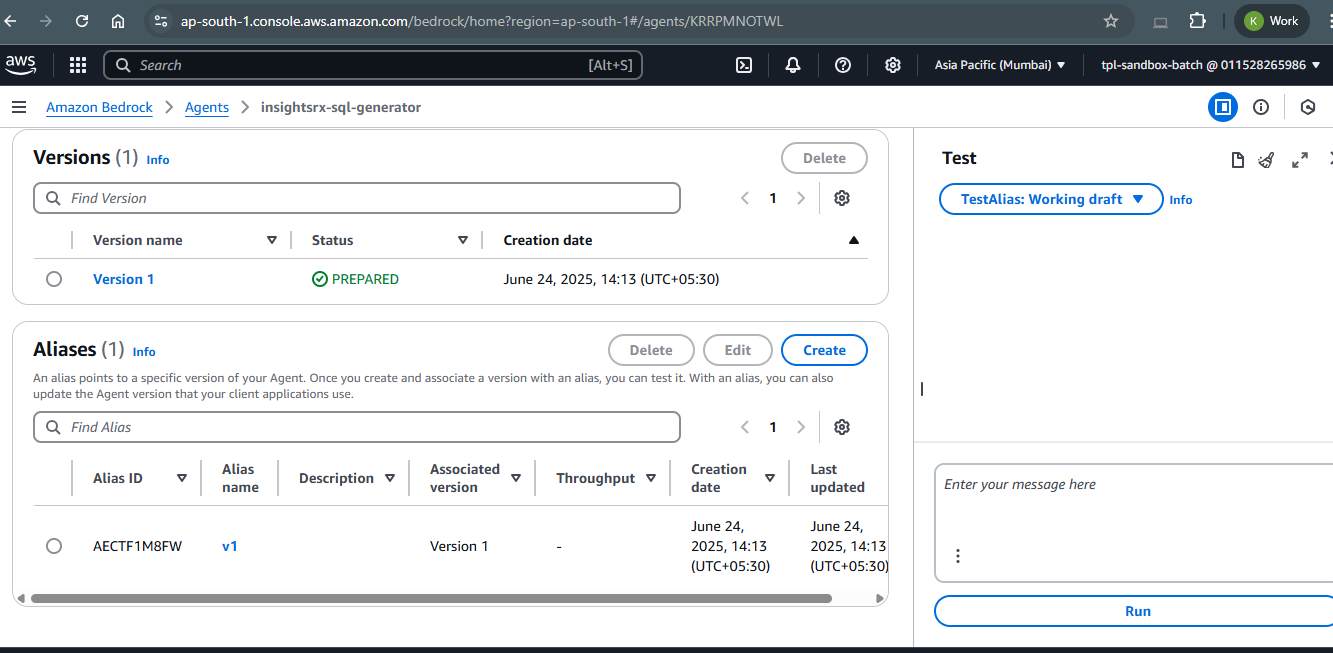 ap-south-1.console.aws.amazon.com/bedrock/home?region=ap-south-1#/agents/KRRPMNOTWL
K Work
aws
Search [Alt+S]
Asia Pacific (Mumbai)
tpl-sandbox-batch @ 011528265986
Amazon Bedrock
Agents
insightsrx-sql-generator
Versions (1) Info
Delete
Find Version
1
Version name
Status
Creation date
Version 1
PREPARED
June 24, 2025, 14:13 (UTC+05:30)
Aliases (1) Info
Delete
Edit
Create
An alias points to a specific version of your Agent. Once you create and associate a version with an alias, you can test it. With an alias, you can also
update the Agent version that your client applications use.
Find Alias
1
Alias ID
Alias
name
Description
Associated
version
Throughput
Creation
date
Last
updated
AECTF1M8FW
v1
Version 1
-
June 24,
2025, 14:13
(UTC+05:30)
June 24,
2025, 14:13
(UTC+05:30)
Test
TestAlias: Working draft
Info
Enter your message here
Run